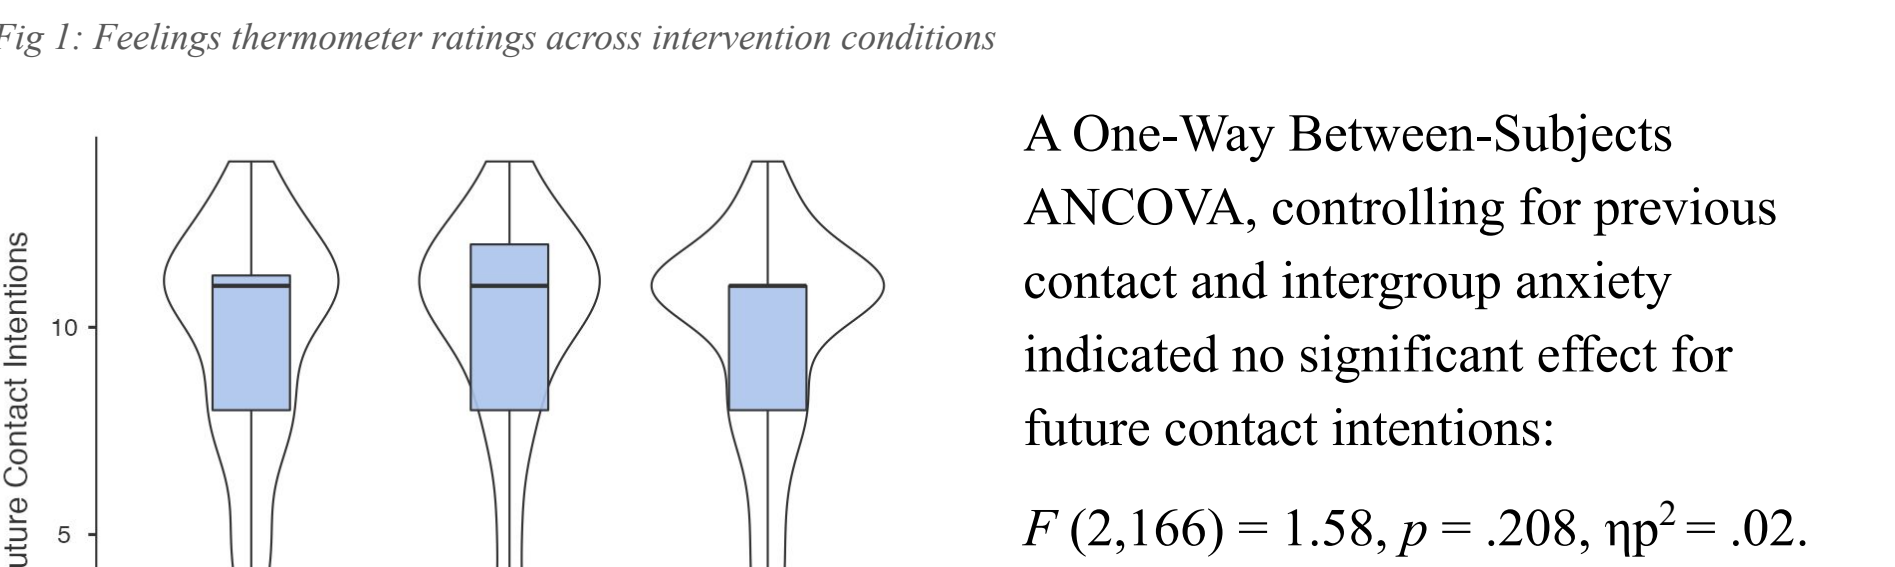 Fig 1: Feelings thermometer ratings across intervention conditions
uture Contact Intentions
10
5
A One-Way Between-Subjects
ANCOVA, controlling for previous
contact and intergroup anxiety
indicated no significant effect for
future contact intentions:
F (2,166) = 1.58, p = .208, ηp² = .02.